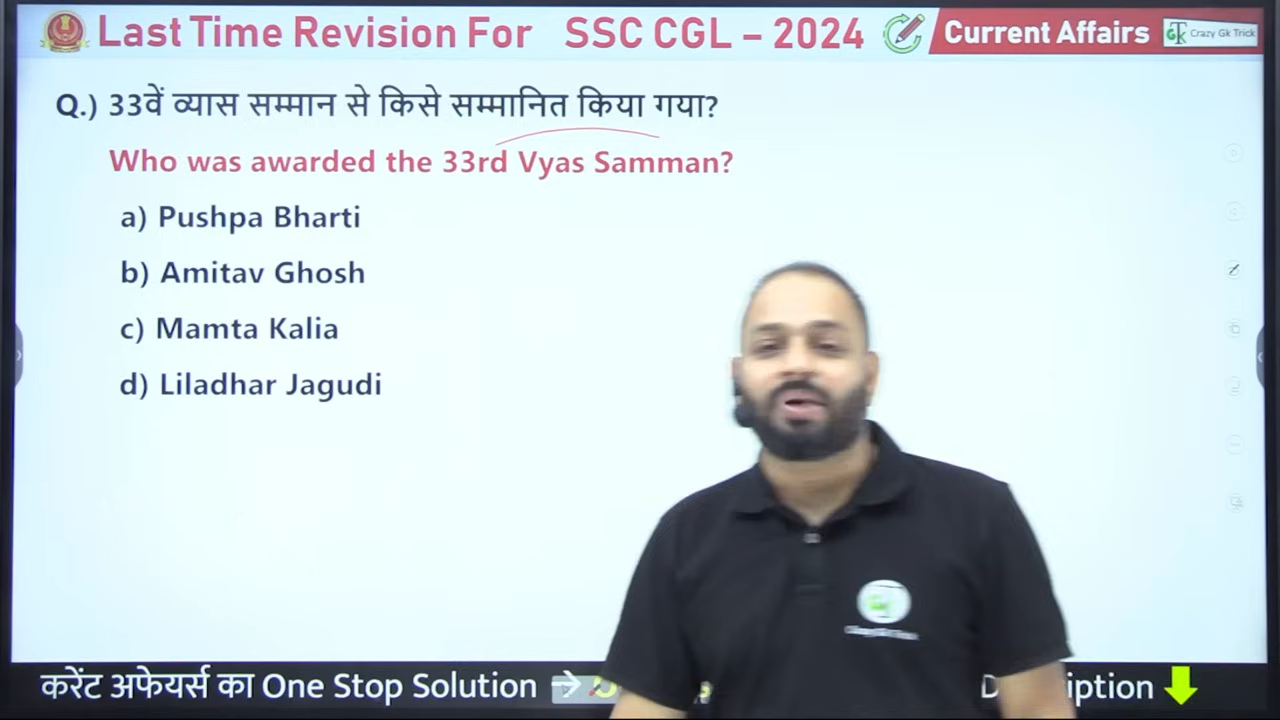 Last Time Revision For SSC CGL – 2024
Current Affairs
Crazy Gk Trick
Q.) 33वें व्यास सम्मान से किसे सम्मानित किया गया?
Who was awarded the 33rd Vyas Samman?
a) Pushpa Bharti
b) Amitav Ghosh
c) Mamta Kalia
d) Liladhar Jagudi
करेंट अफेयर्स का One Stop Solution →